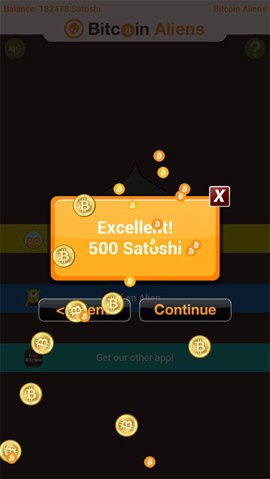 Balance: 182478 Satoshi
Bitcoin Aliens
Bitcoin Aliens
?
X
Excellent!
500 Satoshi
Continue
Get our other app!